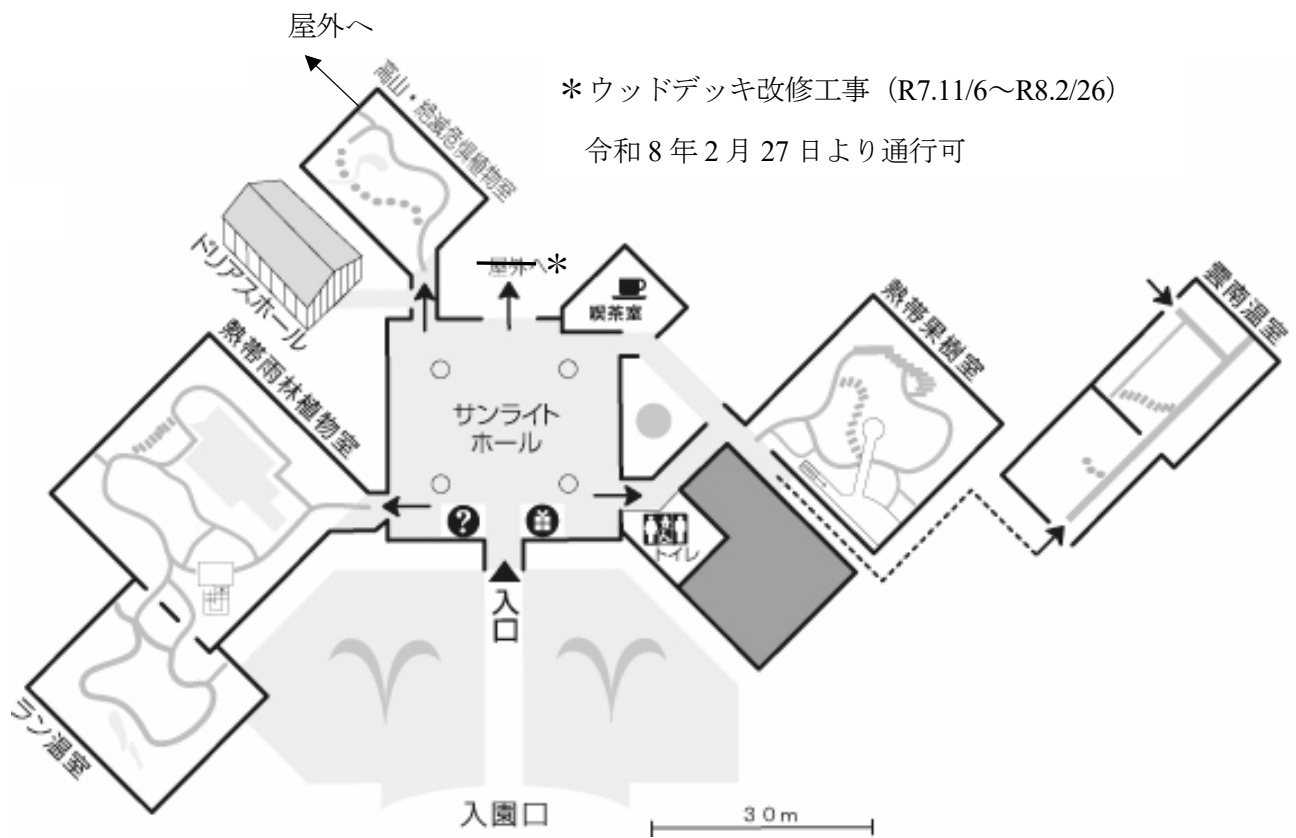 屋外へ
＊ウッドデッキ改修工事（R7.11/6～R8.2/26）
令和8年2月27日より通行可
高山・絶滅危惧植物室
ドリアスホール
屋外へ＊
喫茶室
熱帯果樹室
雲南温室
熱帯雨林植物室
サンライト
ホール
?
トイレ
入口
ラン温室
入園口
30m